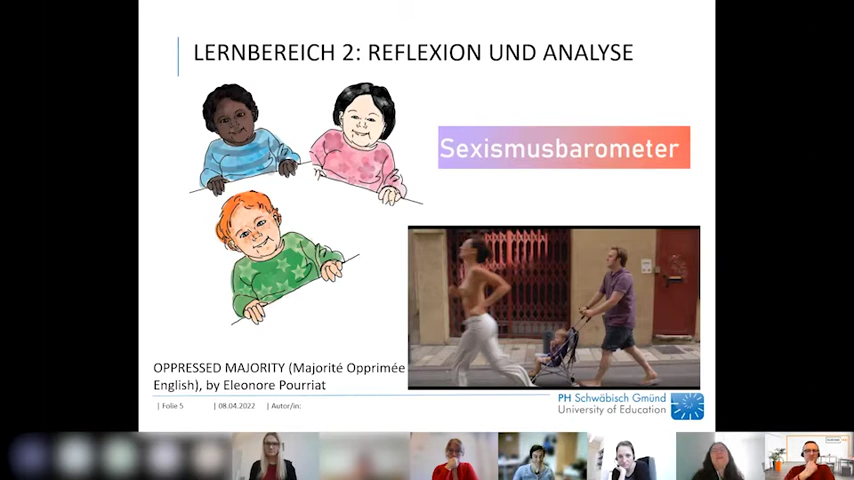 LERNBEREICH 2: REFLEXION UND ANALYSE
Sexismusbarometer
OPPRESSED MAJORITY (Majorité Opprimée
English), by Eleonore Pourriat
| Folie 5 | 08.04.2022 | Autor/in:
PH Schwäbisch Gmünd
University of Education